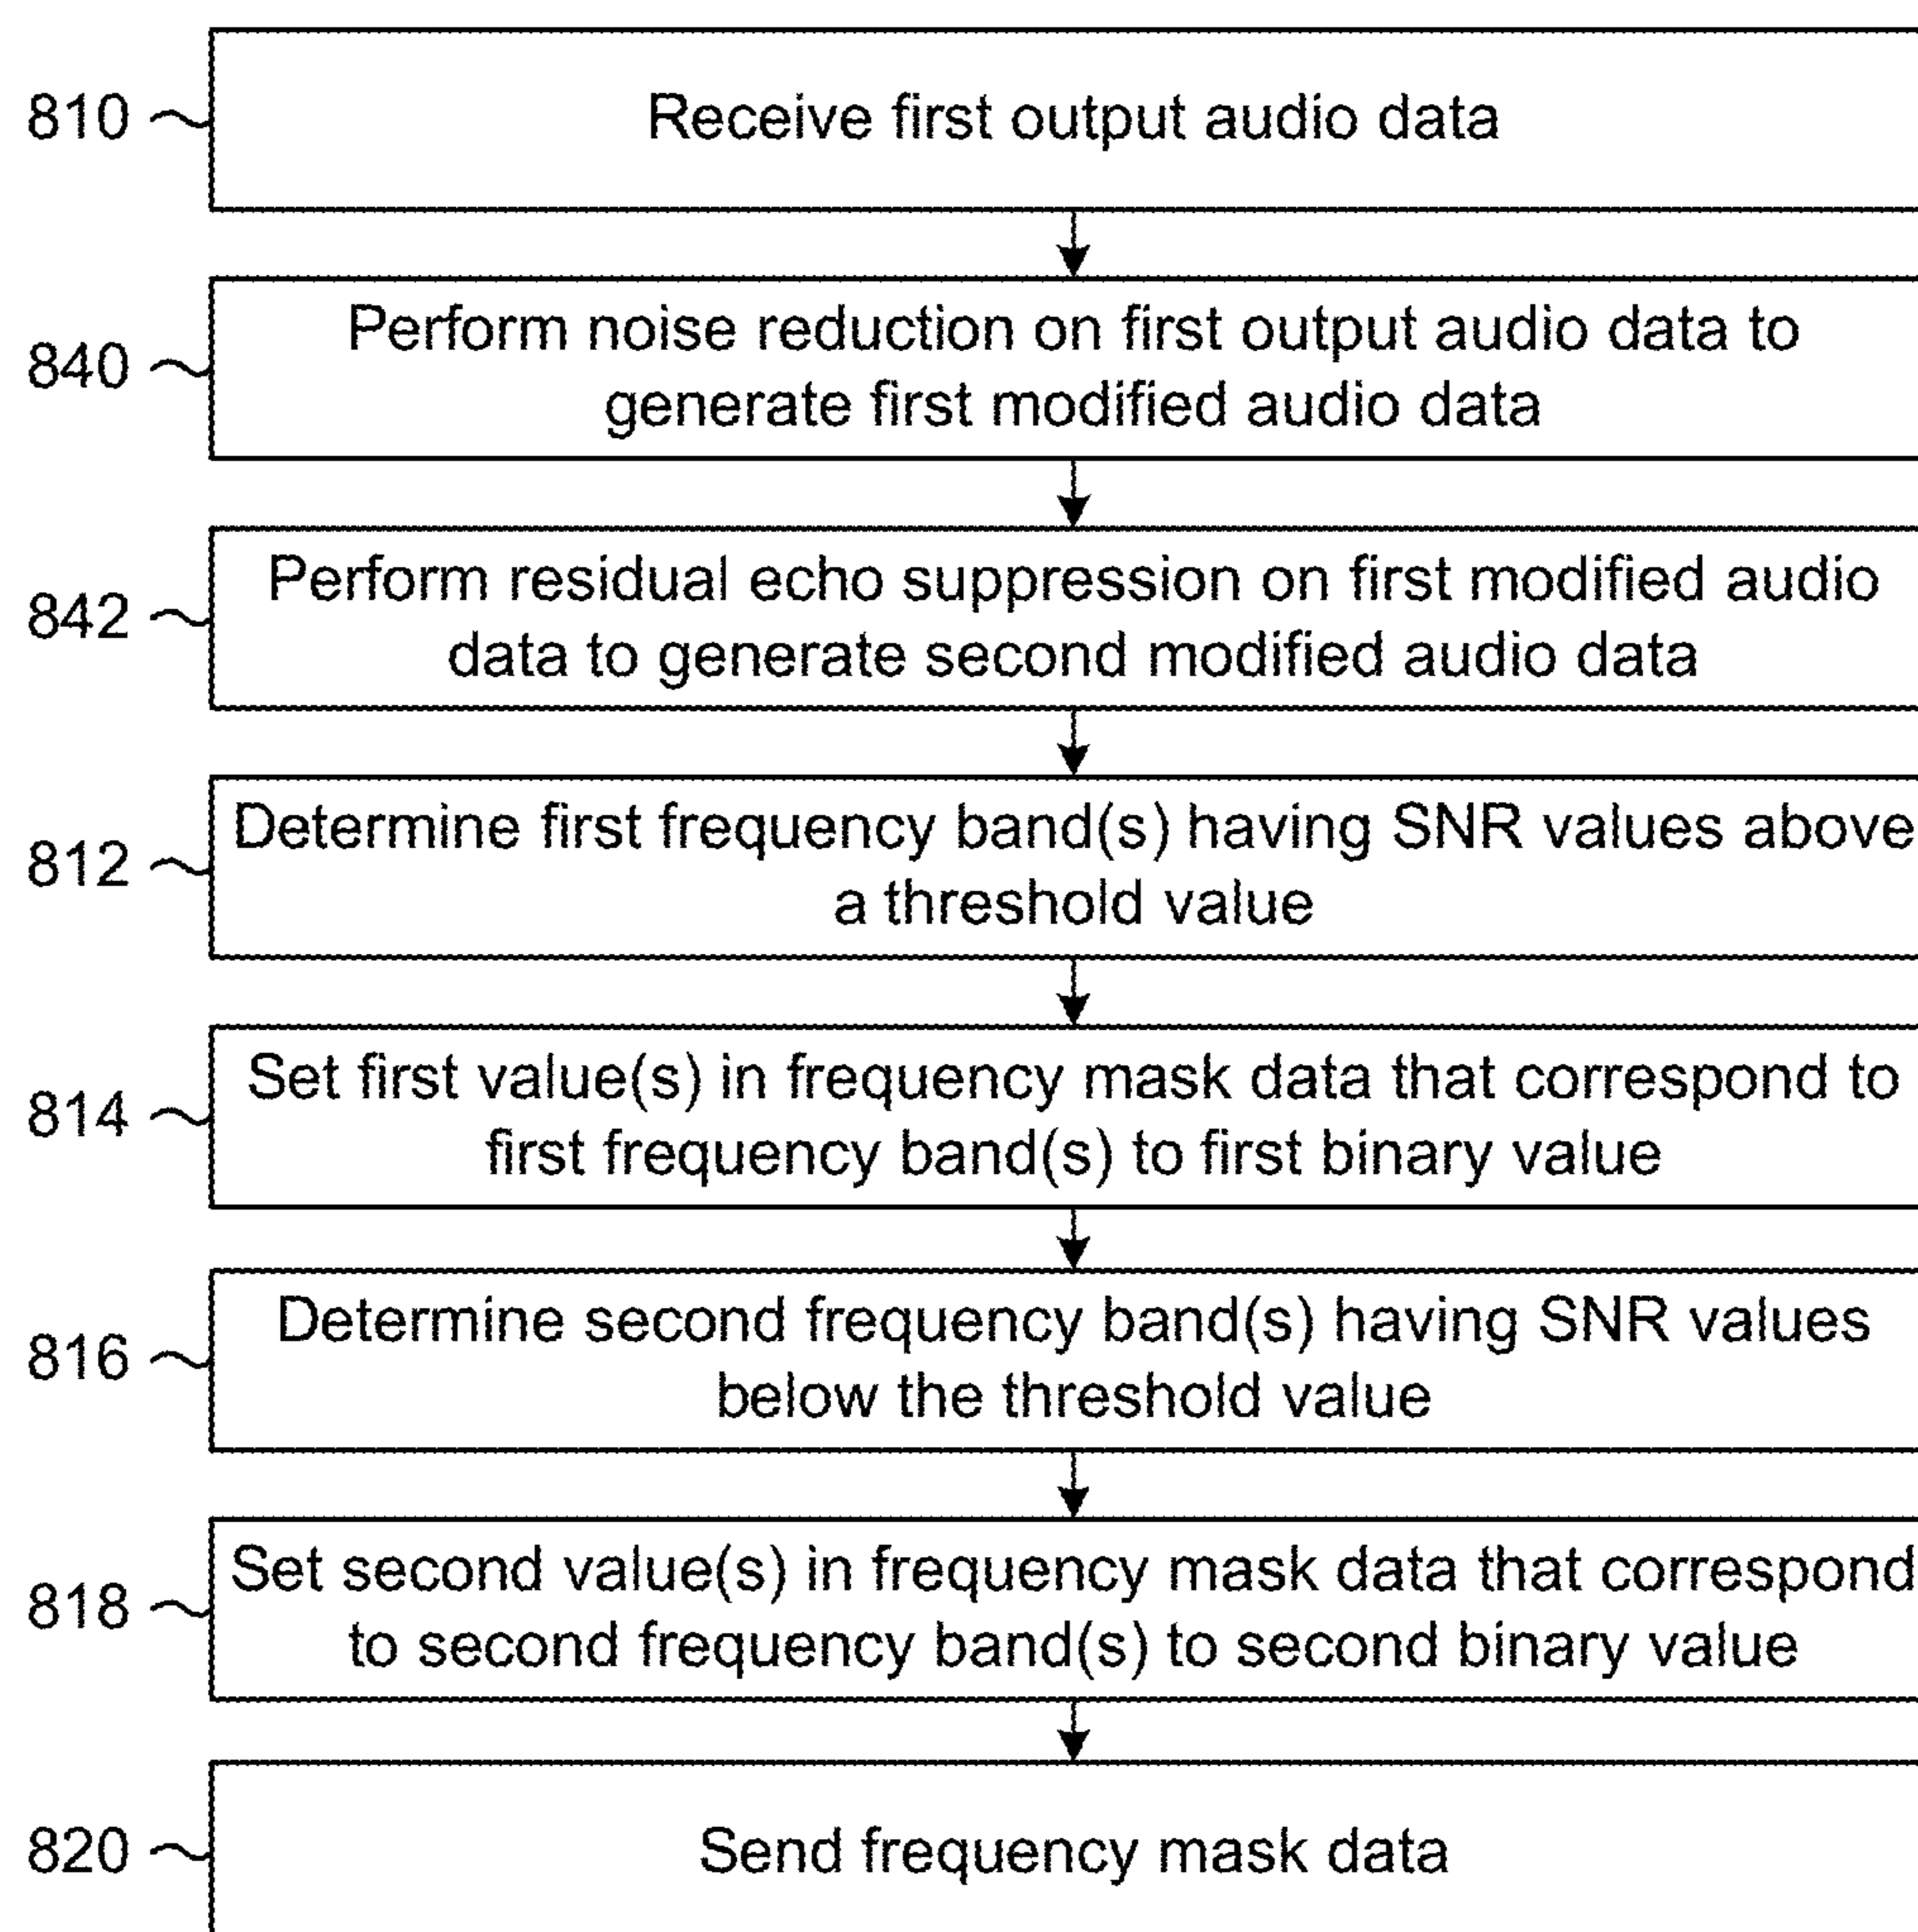 810
Receive first output audio data
840
Perform noise reduction on first output audio data to
generate first modified audio data
842
Perform residual echo suppression on first modified audio
data to generate second modified audio data
812
Determine first frequency band(s) having SNR values above
a threshold value
814
Set first value(s) in frequency mask data that correspond to
first frequency band(s) to first binary value
816
Determine second frequency band(s) having SNR values
below the threshold value
818
Set second value(s) in frequency mask data that correspond
to second frequency band(s) to second binary value
820
Send frequency mask data